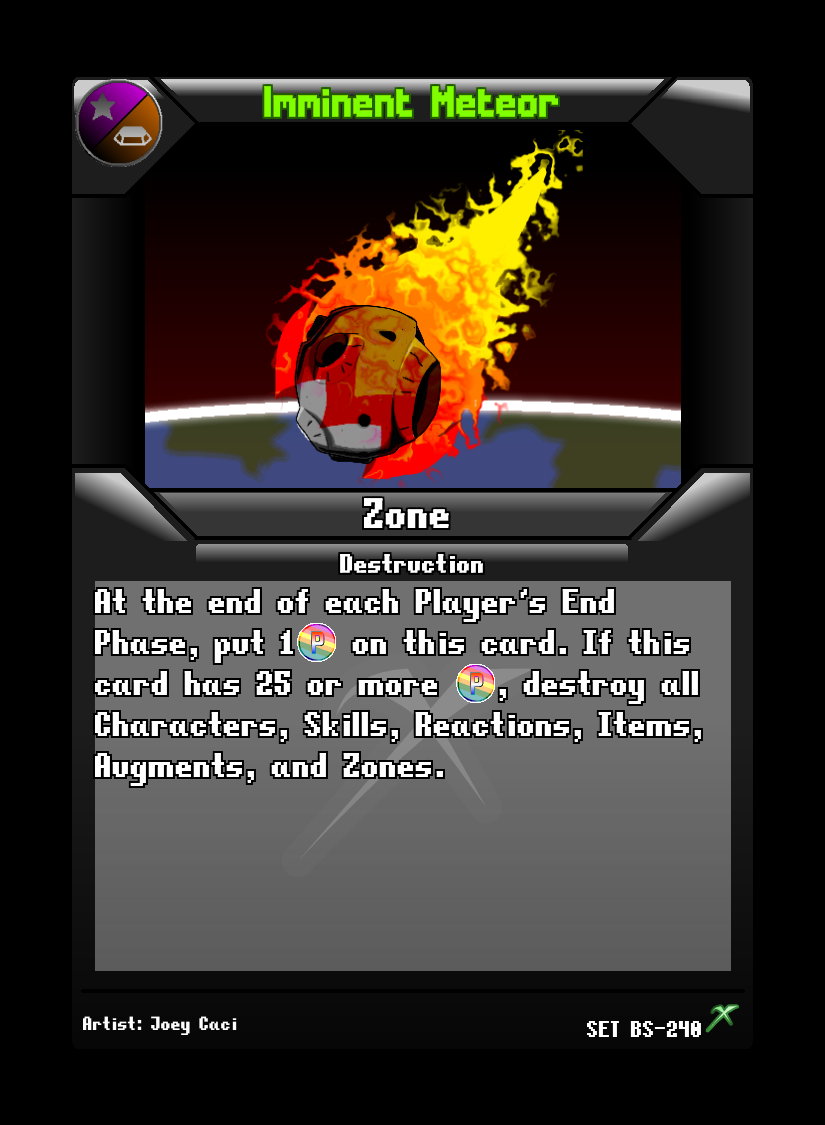 Imminent Meteor
Zone
Destruction
At the end of each Player's End
Phase, put 1 P on this card. If this
card has 25 or more P, destroy all
Characters, Skills, Reactions, Items,
Augments, and Zones.
Artist: Joey Caci
SET BS-240